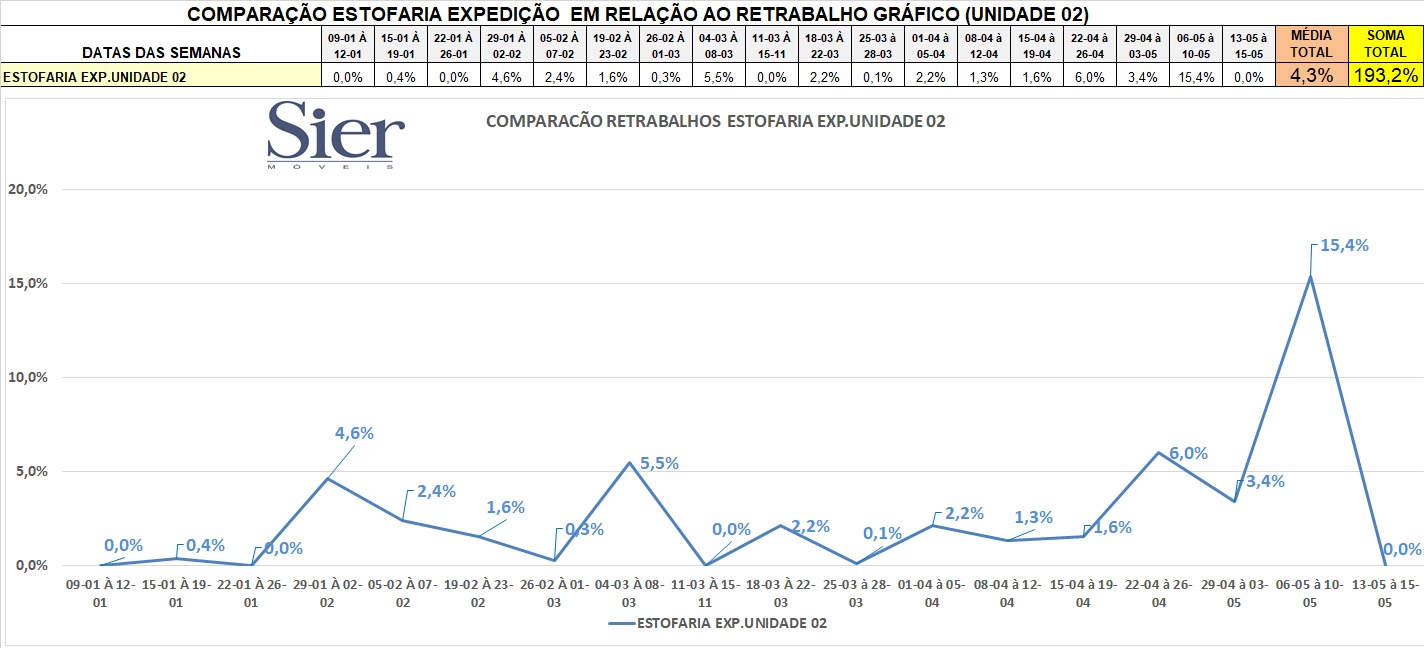 COMPARAÇÃO ESTOFARIA EXPEDIÇÃO EM RELAÇÃO AO RETRABALHO GRÁFICO (UNIDADE 02)
DATAS DAS SEMANAS 09-01 À 12-01 15-01 À 19-01 22-01 À 26-01 29-01 À 02-02 05-02 À 07-02 19-02 À 23-02 26-02 À 01-03 04-03 À 08-03 11-03 À 15-11 18-03 À 22-03 25-03 à 28-03 01-04 à 05-04 08-04 à 12-04 15-04 à 19-04 22-04 à 26-04 29-04 à 03-05 06-05 à 10-05 13-05 à 15-05 MÉDIA TOTAL SOMA TOTAL
ESTOFARIA EXP.UNIDADE 02 0,0% 0,4% 0,0% 4,6% 2,4% 1,6% 0,3% 5,5% 0,0% 2,2% 0,1% 2,2% 1,3% 1,6% 6,0% 3,4% 15,4% 0,0% 4,3% 193,2%
Sier
MÓVEIS
COMPARACÃO RETRABALHOS ESTOFARIA EXP.UNIDADE 02
20,0%
15,0%
10,0%
5,0%
0,0%
0,0% 0,4% 0,0% 4,6% 2,4% 1,6% 0,3% 5,5% 0,0% 2,2% 0,1% 2,2% 1,3% 1,6% 6,0% 3,4% 15,4% 0,0%
09-01 À 12- 15-01 À 19- 22-01 À 26- 29-01 À 02- 05-02 À 07- 19-02 À 23- 26-02 À 01- 04-03 À 08- 11-03 À 15- 18-03 À 22- 25-03 à 28- 01-04 à 05- 08-04 à 12- 15-04 à 19- 22-04 à 26- 29-04 à 03- 06-05 à 10- 13-05 à 15-
01 01 01 02 02 02 03 03 11 03 03 04 04 04 04 05 05 05
ESTOFARIA EXP.UNIDADE 02